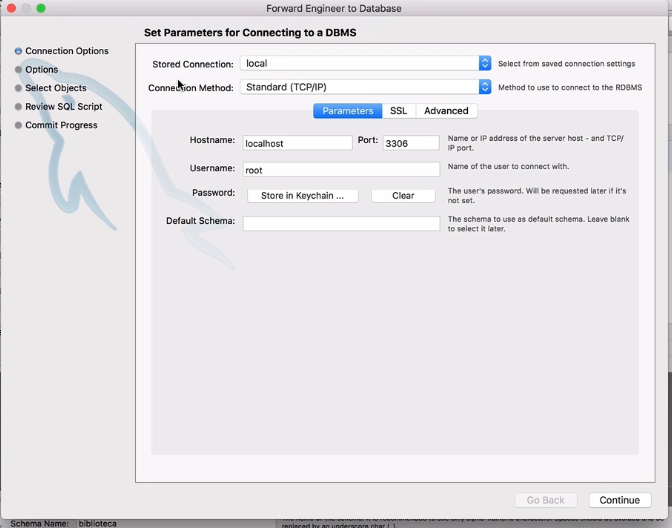 Forward Engineer to Database
Set Parameters for Connecting to a DBMS
Connection Options
Options
Select Objects
Review SQL Script
Commit Progress
Stored Connection: local Select from saved connection settings
Connection Method: Standard (TCP/IP) Method to use to connect to the RDBMS
Parameters SSL Advanced
Hostname: localhost Port: 3306 Name or IP address of the server host - and TCP/
IP port.
Username: root Name of the user to connect with.
Password: Store in Keychain ... Clear The user's password. Will be requested later if it's
not set.
Default Schema: The schema to use as default schema. Leave blank
to select it later.
Go Back Continue
Schema Name: biblioteca
replaced by an underscore char (_).